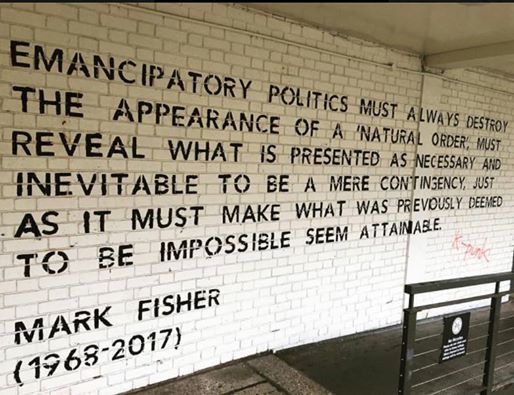 EMANCIPATORY POLITICS MUST ALWAYS DESTROY
THE APPEARANCE OF A 'NATURAL ORDER', MUST
REVEAL WHAT IS PRESENTED AS NECESSARY AND
INEVITABLE TO BE A MERE CONTINGENCY, JUST
AS IT MUST MAKE WHAT WAS PREVIOUSLY DEEMED
TO BE IMPOSSIBLE SEEM ATTAINABLE.
k-punk
MARK FISHER
(1968-2017)